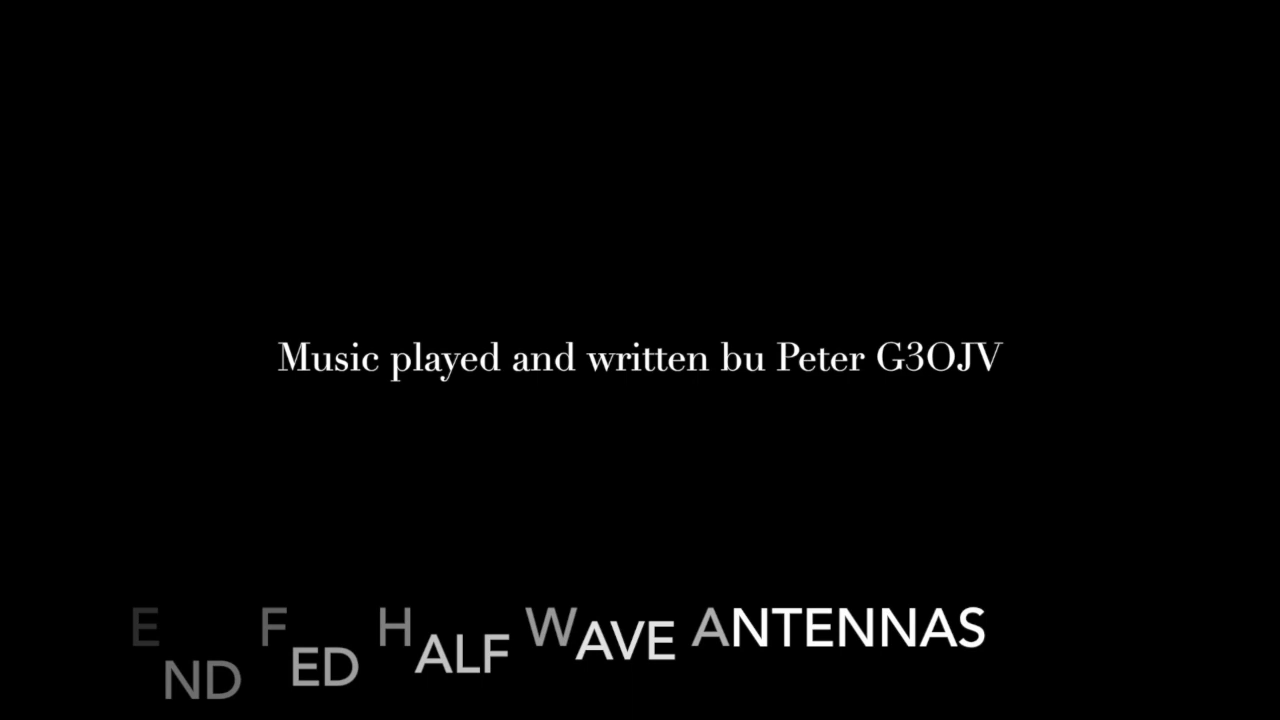 Music played and written bu Peter G3OJV
END FED HALF WAVE ANTENNAS